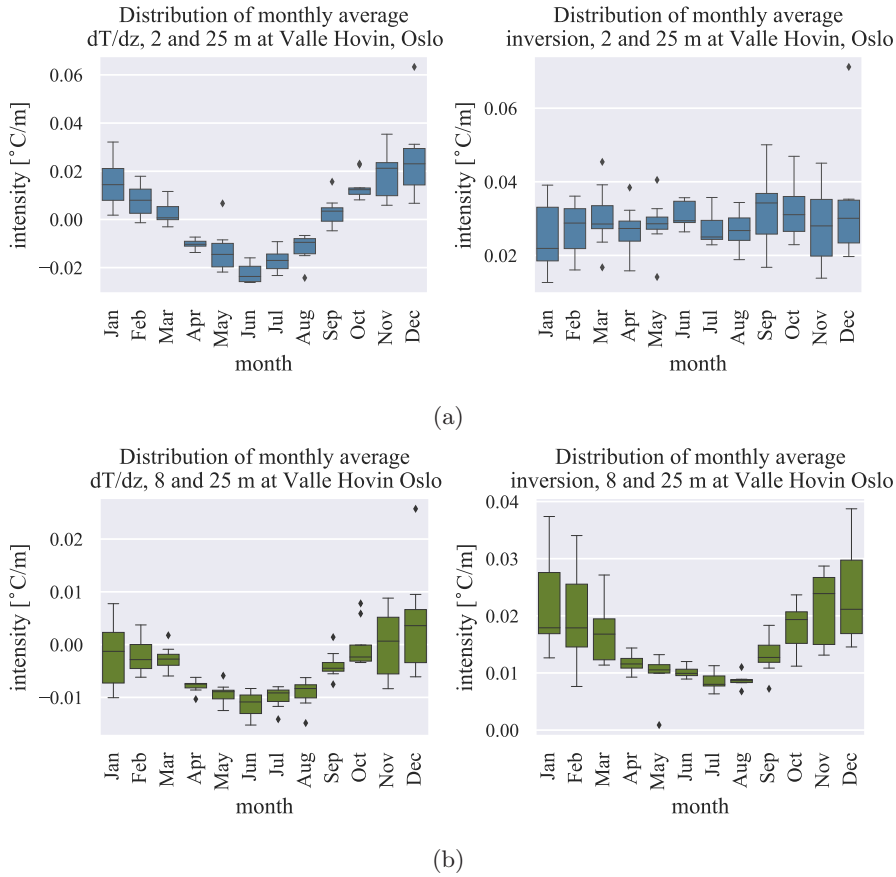 Distribution of monthly average
dT/dz, 2 and 25 m at Valle Hovin, Oslo
intensity [°C/m]
0.06
0.04
0.02
0.00
−0.02
Jan
Feb
Mar
Apr
May
Jun
Jul
Aug
Sep
Oct
Nov
Dec
month
Distribution of monthly average
inversion, 2 and 25 m at Valle Hovin, Oslo
intensity [°C/m]
0.06
0.04
0.02
Jan
Feb
Mar
Apr
May
Jun
Jul
Aug
Sep
Oct
Nov
Dec
month
(a)
Distribution of monthly average
dT/dz, 8 and 25 m at Valle Hovin Oslo
intensity [°C/m]
0.02
0.01
0.00
−0.01
Jan
Feb
Mar
Apr
May
Jun
Jul
Aug
Sep
Oct
Nov
Dec
month
Distribution of monthly average
inversion, 8 and 25 m at Valle Hovin Oslo
intensity [°C/m]
0.04
0.03
0.02
0.01
0.00
Jan
Feb
Mar
Apr
May
Jun
Jul
Aug
Sep
Oct
Nov
Dec
month
(b)